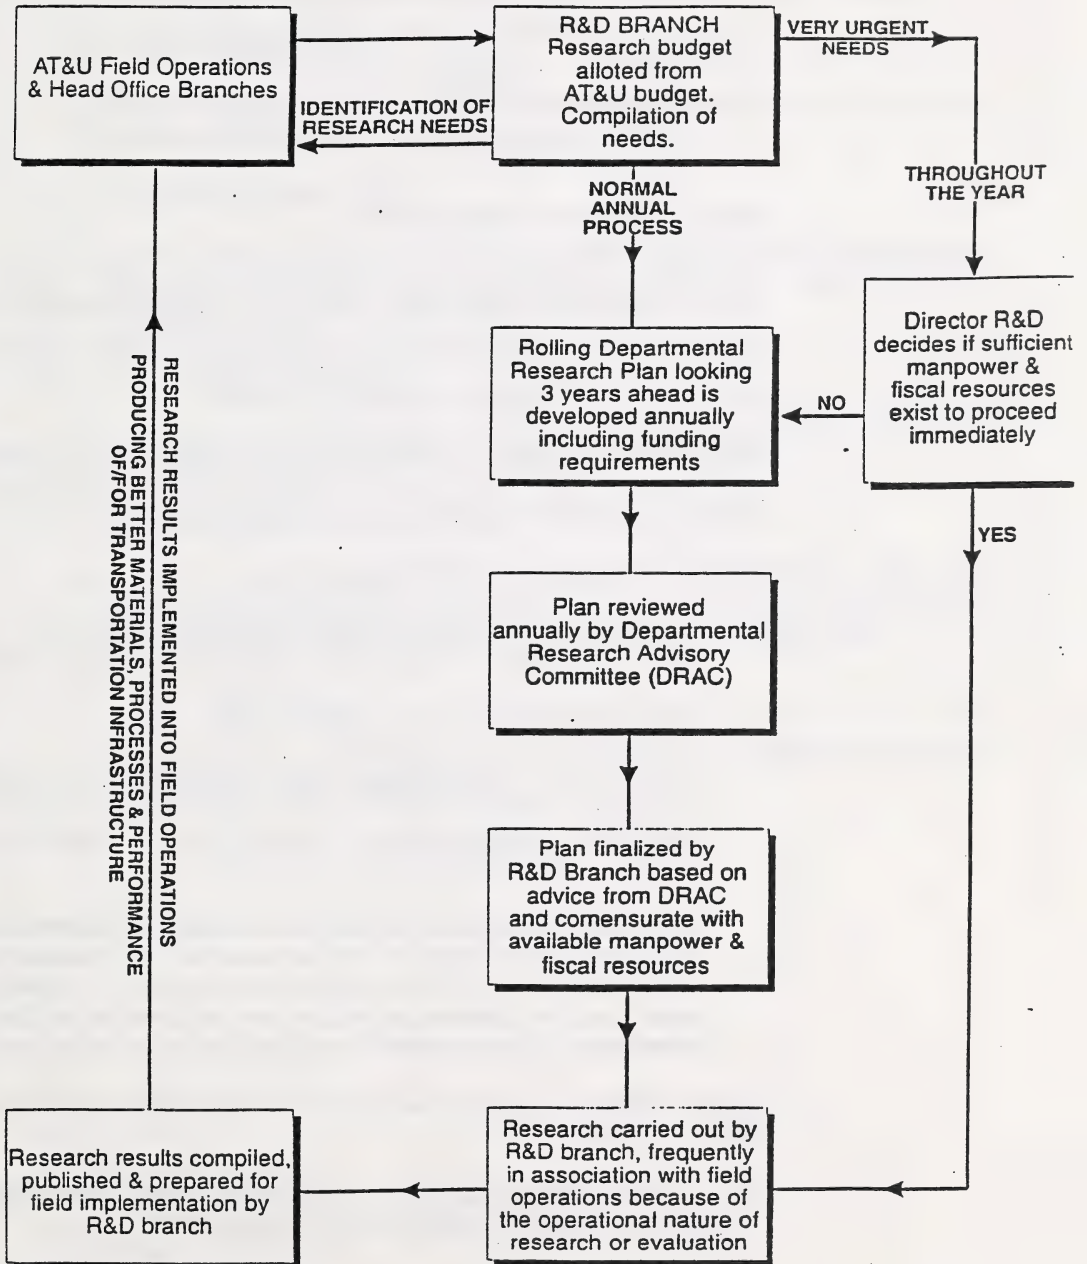 AT&U Field Operations
& Head Office Branches
IDENTIFICATION OF
RESEARCH NEEDS
R&D BRANCH
Research budget
alloted from
AT&U budget.
Compilation of
needs.
VERY URGENT
NEEDS
THROUGHOUT
THE YEAR
NORMAL
ANNUAL
PROCESS
Director R&D
decides if sufficient
manpower &
fiscal resources
exist to proceed
immediately
NO
YES
Rolling Departmental
Research Plan looking
3 years ahead is
developed annually
including funding
requirements
Plan reviewed
annually by Departmental
Research Advisory
Committee (DRAC)
Plan finalized by
R&D Branch based on
advice from DRAC
and comensurate with
available manpower &
fiscal resources
Research carried out by
R&D branch, frequently
in association with field
operations because of
the operational nature of
research or evaluation
Research results compiled,
published & prepared for
field implementation by
R&D branch
RESEARCH RESULTS IMPLEMENTED INTO FIELD OPERATIONS
PRODUCING BETTER MATERIALS, PROCESSES & PERFORMANCE
OF/FOR TRANSPORTATION INFRASTRUCTURE